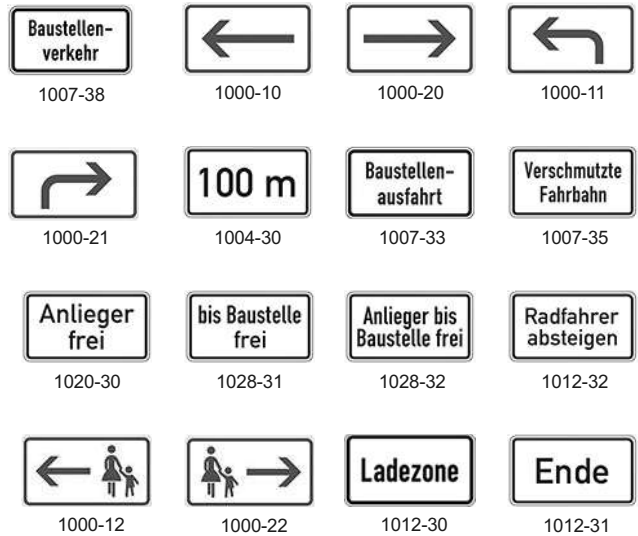 Baustellen-
verkehr
1007-38
1000-10
1000-20
1000-11
1000-21
100 m
1004-30
Baustellen-
ausfahrt
1007-33
Verschmutzte
Fahrbahn
1007-35
Anlieger
frei
1020-30
bis Baustelle
frei
1028-31
Anlieger bis
Baustelle frei
1028-32
Radfahrer
absteigen
1012-32
1000-12
1000-22
Ladezone
1012-30
Ende
1012-31